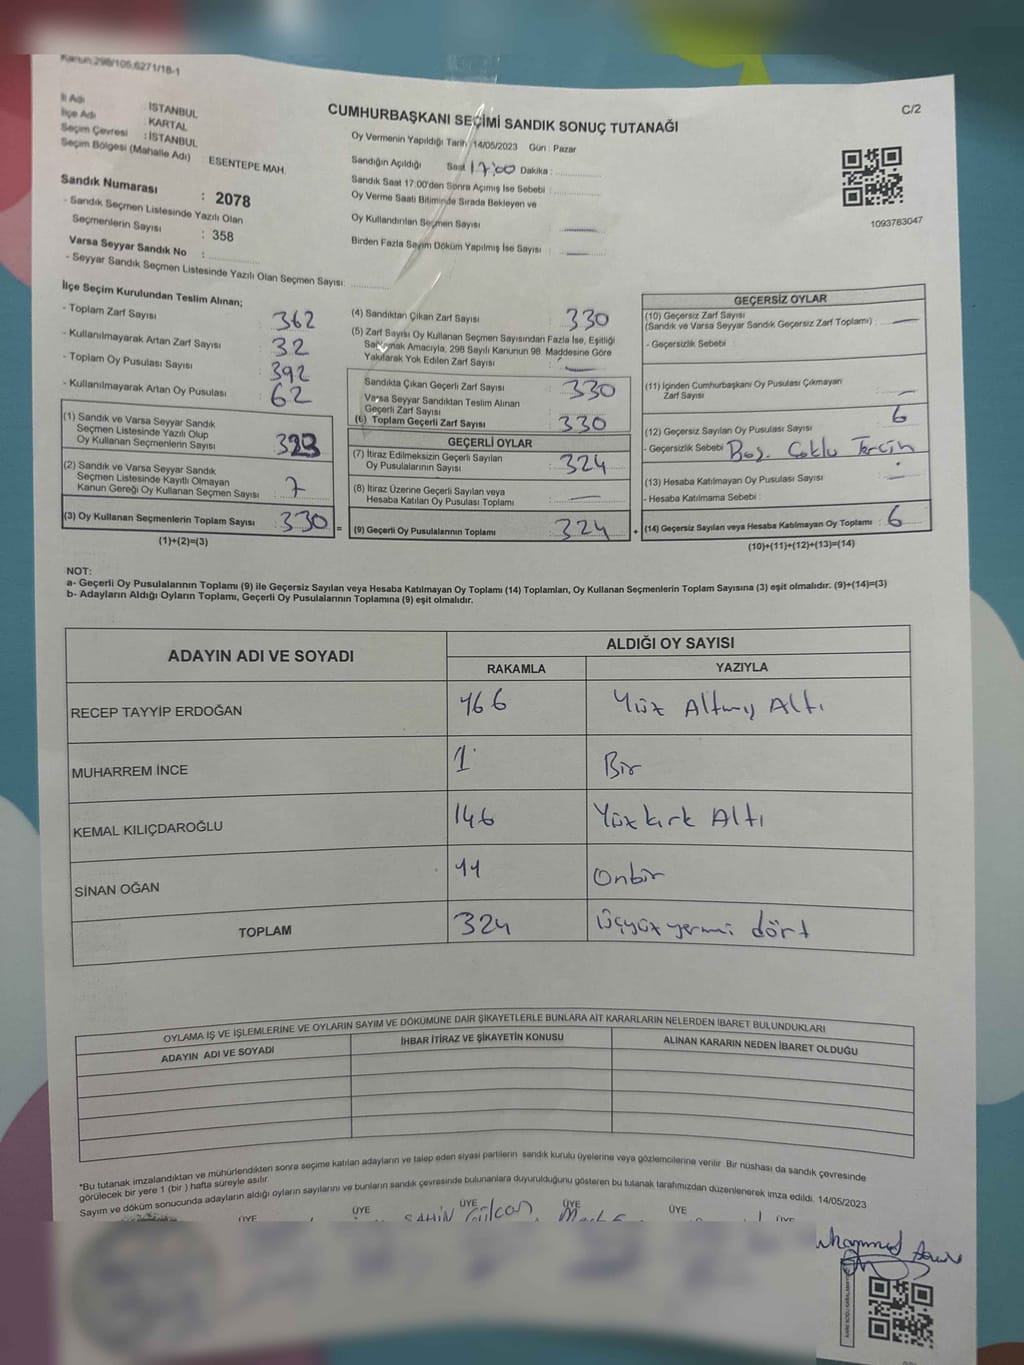 Kanun:298/105,6271/18-1
C/2
İl Adı : İSTANBUL
İlçe Adı : KARTAL
Seçim Çevresi : İSTANBUL
Seçim Bölgesi (Mahalle Adı) : ESENTEPE MAH.
Sandık Numarası : 2078
- Sandık Seçmen Listesinde Yazılı Olan
Seçmenlerin Sayısı : 358
Varsa Seyyar Sandık No :
- Seyyar Sandık Seçmen Listesinde Yazılı Olan Seçmen Sayısı:
CUMHURBAŞKANI SEÇİMİ SANDIK SONUÇ TUTANAĞI
Oy Vermenin Yapıldığı Tarih : 14/05/2023 Gün : Pazar
Sandığın Açıldığı Saat 17:00 Dakika :
Sandık Saat 17:00'den Sonra Açımış İse Sebebi :
Oy Verme Saati Bitiminde Sırada Bekleyen ve
Oy Kullandırılan Seçmen Sayısı :
Birden Fazla Sayım Döküm Yapılmış İse Sayısı :
1093783047
İlçe Seçim Kurulundan Teslim Alınan;
- Toplam Zarf Sayısı : 362
- Kullanılmayarak Artan Zarf Sayısı : 32
- Toplam Oy Pusulası Sayısı : 392
- Kullanılmayarak Artan Oy Pusulası : 62
(1) Sandık ve Varsa Seyyar Sandık
Seçmen Listesinde Yazılı Olup
Oy Kullanan Seçmenlerin Sayısı : 323
(2) Sandık ve Varsa Seyyar Sandık
Seçmen Listesinde Kayıtlı Olmayan
Kanun Gereği Oy Kullanan Seçmen Sayısı : 7
(3) Oy Kullanan Seçmenlerin Toplam Sayısı : 330
(1)+(2)=(3)
(4) Sandıktan Çıkan Zarf Sayısı : 330
(5) Zarf Sayısı Oy Kullanan Seçmen Sayısından Fazla İse, Eşitliği
Sağlamak Amacıyla, 298 Sayılı Kanunun 98. Maddesine Göre
Yakılarak Yok Edilen Zarf Sayısı :
Sandıkta Çıkan Geçerli Zarf Sayısı : 330
Varsa Seyyar Sandıktan Teslim Alınan
Geçerli Zarf Sayısı :
(6) Toplam Geçerli Zarf Sayısı : 330
GEÇERLİ OYLAR
(7) İtiraz Edilmeksizin Geçerli Sayılan
Oy Pusulalarının Sayısı : 324
(8) İtiraz Üzerine Geçerli Sayılan veya
Hesaba Katılan Oy Pusulası Toplamı :
= (9) Geçerli Oy Pusulalarının Toplamı : 324 +
GEÇERSİZ OYLAR
(10) Geçersiz Zarf Sayısı
(Sandık ve Varsa Seyyar Sandık Geçersiz Zarf Toplamı) :
- Geçersizlik Sebebi :
(11) İçinden Cumhurbaşkanı Oy Pusulası Çıkmayan
Zarf Sayısı :
(12) Geçersiz Sayılan Oy Pusulası Sayısı : 6
- Geçersizlik Sebebi : Boş, Çoklu Tercih
(13) Hesaba Katılmayan Oy Pusulası Sayısı :
- Hesaba Katılmama Sebebi :
(14) Geçersiz Sayılan veya Hesaba Katılmayan Oy Toplamı : 6
(10)+(11)+(12)+(13)=(14)
NOT:
a- Geçerli Oy Pusulalarının Toplamı (9) ile Geçersiz Sayılan veya Hesaba Katılmayan Oy Toplamı (14) Toplamları, Oy Kullanan Seçmenlerin Toplam Sayısına (3) eşit olmalıdır. (9)+(14)=(3)
b- Adayların Aldığı Oyların Toplamı, Geçerli Oy Pusulalarının Toplamına (9) eşit olmalıdır.
ADAYIN ADI VE SOYADI
ALDIĞI OY SAYISI
RAKAMLA YAZIYLA
RECEP TAYYİP ERDOĞAN 166 Yüz Altmış Altı
MUHARREM İNCE 1 Bir
KEMAL KILIÇDAROĞLU 146 Yüz kırk Altı
SİNAN OĞAN 11 Onbir
TOPLAM 324 Üçyüz yermi dört
OYLAMA İŞ VE İŞLEMLERİNE VE OYLARIN SAYIM VE DÖKÜMÜNE DAİR ŞİKAYETLERLE BUNLARA AİT KARARLARIN NELERDEN İBARET BULUNDUKLARI
ADAYIN ADI VE SOYADI İHBAR İTİRAZ VE ŞİKAYETİN KONUSU ALINAN KARARIN NEDEN İBARET OLDUĞU
*Bu tutanak imzalandıktan ve mühürlendikten sonra seçime katılan adayların ve talep eden siyasi partilerin sandık kurulu üyelerine veya gözlemcilerine verilir. Bir nüshası da sandık çevresinde
görülecek bir yere 1 (bir) hafta süreyle asılır
Sayım ve döküm sonucunda adayların aldığı oyların sayılarını ve bunların sandık çevresinde bulunanlara duyurulduğunu gösteren bu tutanak tarafımızdan düzenlenerek imza edildi. 14/05/2023
ÜYE ÜYE ÜYE ÜYE ÜYE ÜYE
ŞAHİN Gülcan